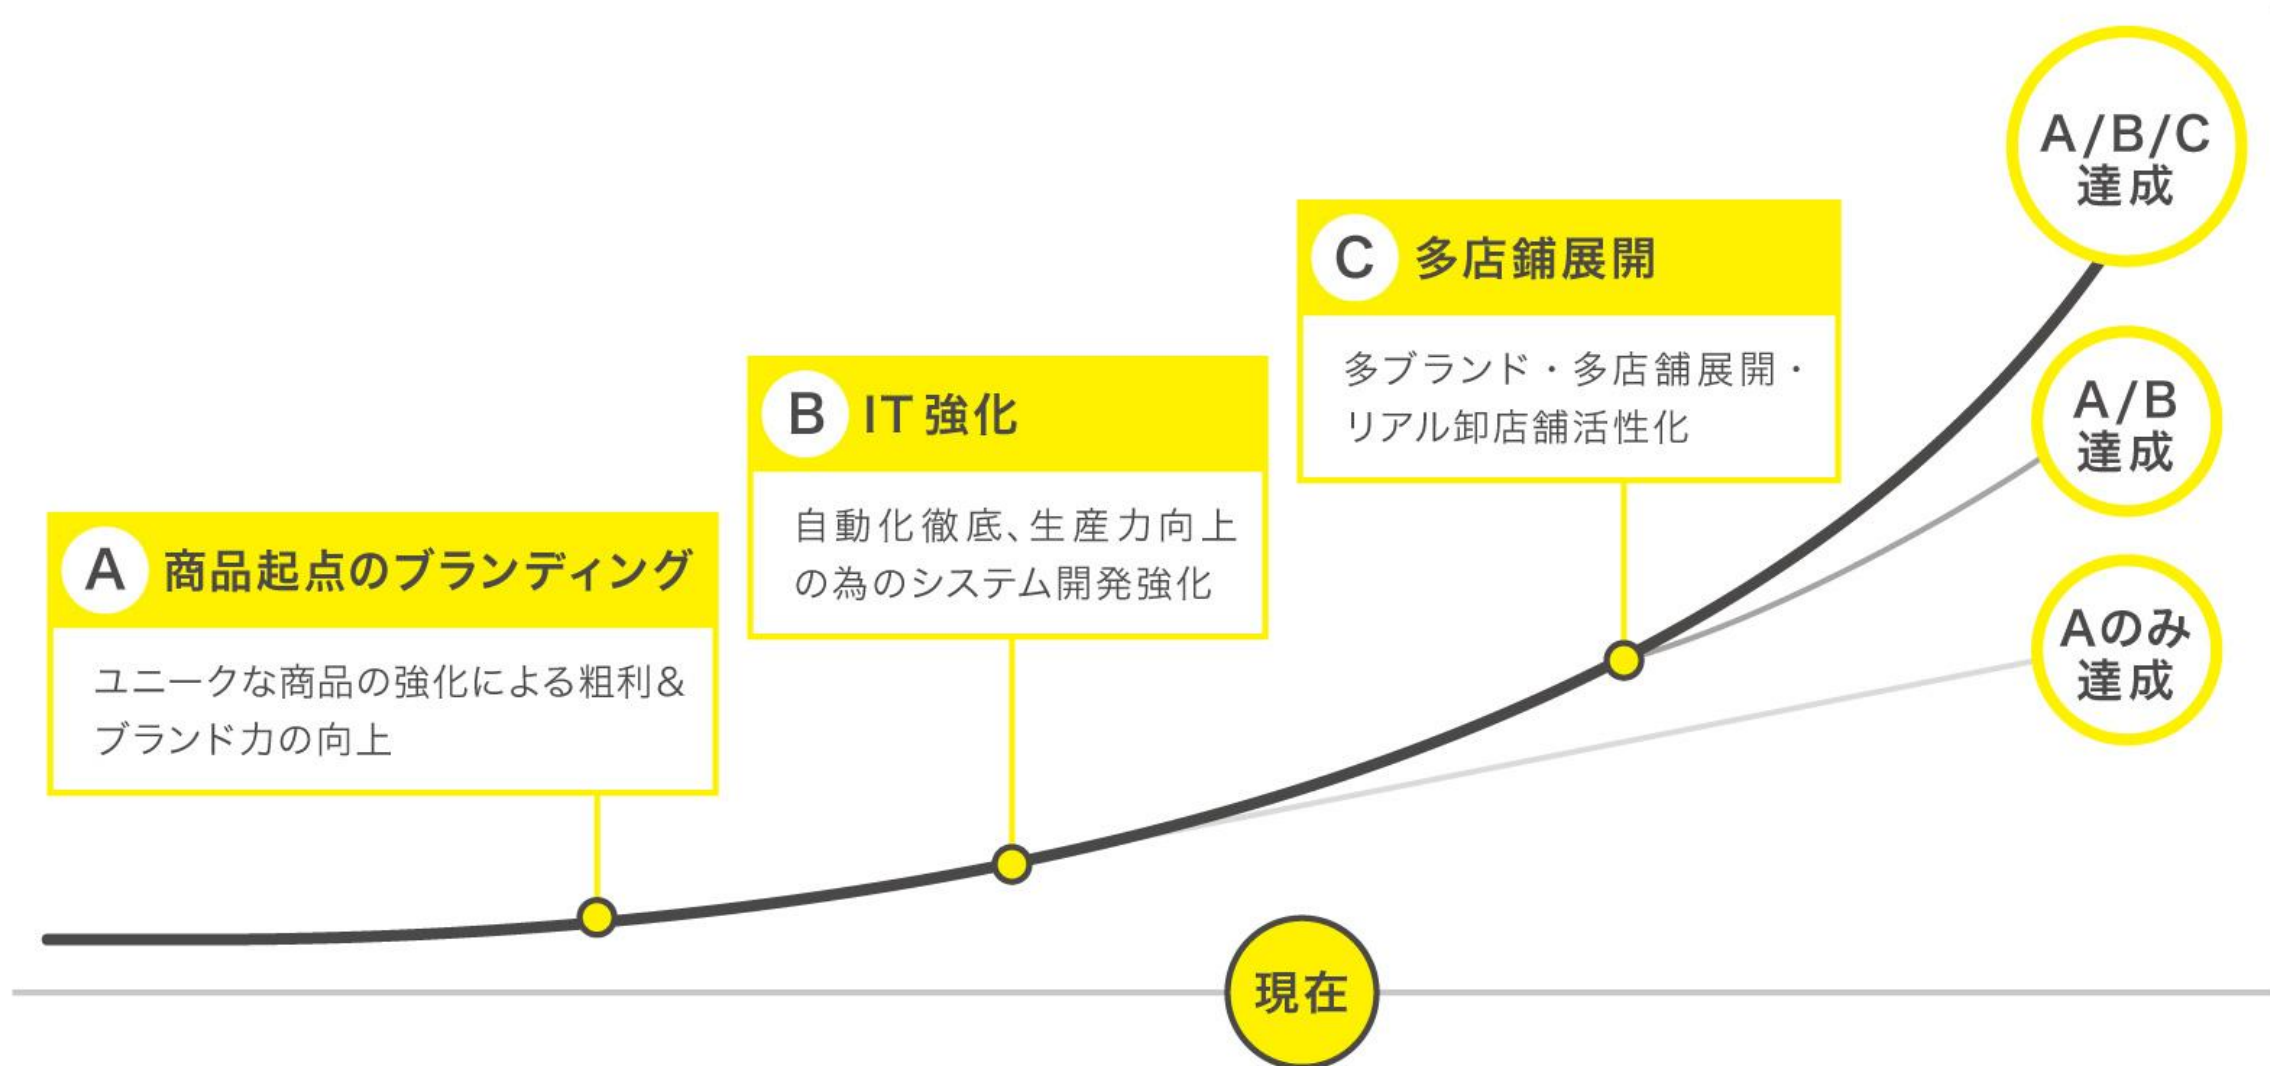 A 商品起点のブランディング
ユニークな商品の強化による粗利&
ブランド力の向上
B IT強化
自動化徹底、生産力向上
の為のシステム開発強化
C 多店鋪展開
多ブランド・多店舗展開・
リアル卸店舗活性化
A/B/C
達成
A/B
達成
Aのみ
達成
現在